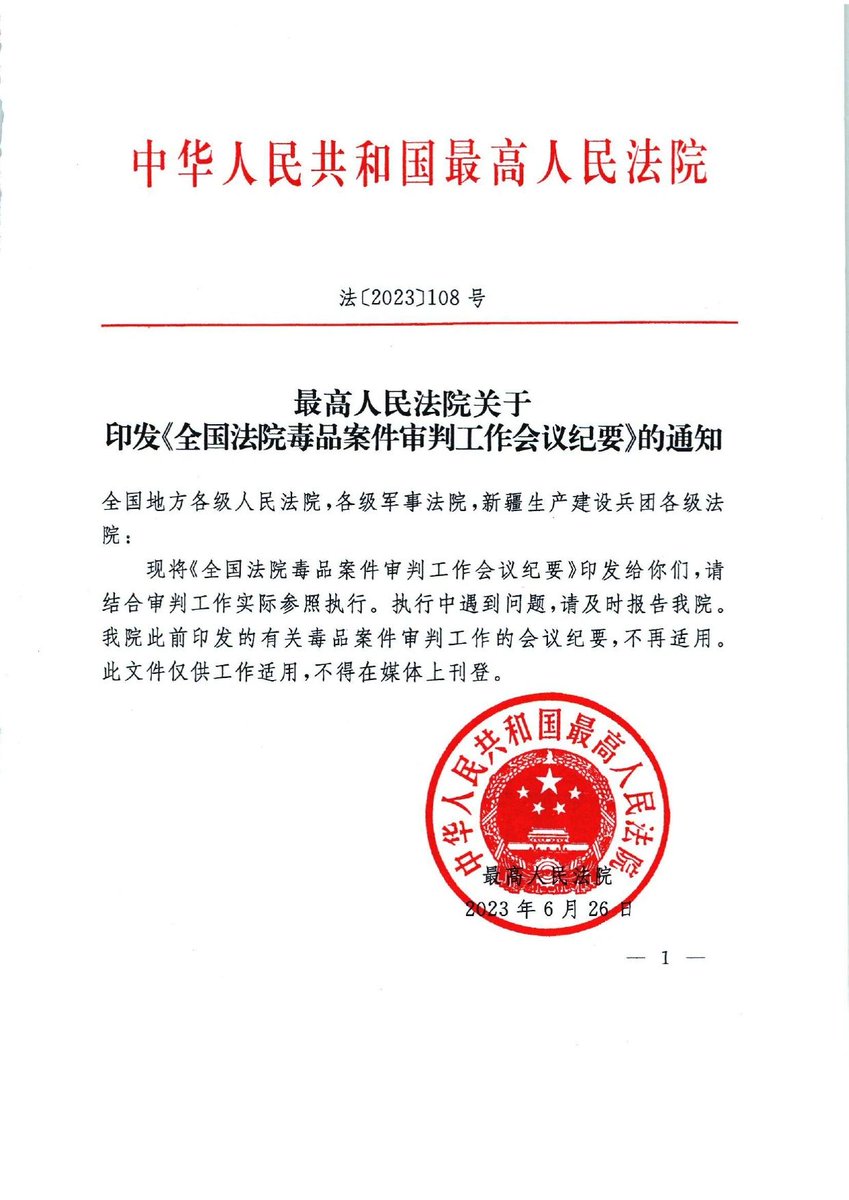 中华人民共和国最高人民法院
法〔2023〕108 号
最高人民法院关于
印发《全国法院毒品案件审判工作会议纪要》的通知
全国地方各级人民法院,各级军事法院,新疆生产建设兵团各级法
院:
现将《全国法院毒品案件审判工作会议纪要》印发给你们,请
结合审判工作实际参照执行。执行中遇到问题,请及时报告我院。
我院此前印发的有关毒品案件审判工作的会议纪要,不再适用。
此文件仅供工作适用,不得在媒体上刊登。
中华人民共和国最高人民法院
最高人民法院
2023 年 6 月 26 日
— 1 —